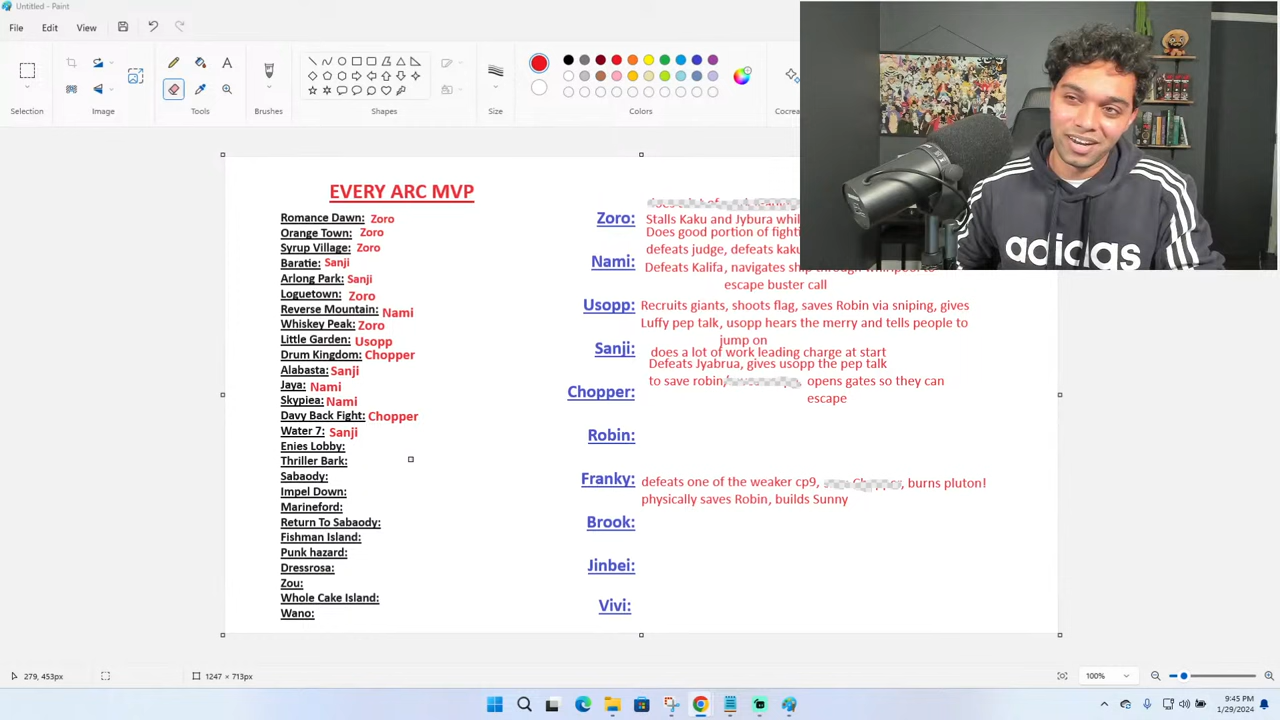 Untitled - Paint
File Edit View
Selection Image Tools Brushes Shapes Size Colors Cocrea
adidas
EVERY ARC MVP
Romance Dawn: Zoro
Orange Town: Zoro
Syrup Village: Zoro
Baratie: Sanji
Arlong Park: Sanji
Loguetown: Zoro
Reverse Mountain: Nami
Whiskey Peak: Zoro
Little Garden: Usopp
Drum Kingdom: Chopper
Alabasta: Sanji
Jaya: Nami
Skypiea: Nami
Davy Back Fight: Chopper
Water 7: Sanji
Enies Lobby:
Thriller Bark:
Sabaody:
Impel Down:
Marineford:
Return To Sabaody:
Fishman Island:
Punk hazard:
Dressrosa:
Zou:
Whole Cake Island:
Wano:
Zoro: Stalls Kaku and Jybura whil
Does good portion of fighti
defeats judge, defeats kaku
Nami: Defeats Kalifa, navigates ship through whirlpool to
escape buster call
Usopp: Recruits giants, shoots flag, saves Robin via sniping, gives
Luffy pep talk, usopp hears the merry and tells people to
jump on
Sanji: does a lot of work leading charge at start
Defeats Jyabrua, gives usopp the pep talk
to save robin, opens gates so they can
escape
Chopper:
Robin:
Franky: defeats one of the weaker cp9, , burns pluton!
physically saves Robin, builds Sunny
Brook:
Jinbei:
Vivi:
279, 453px 1247 × 713px 100%
9:45 PM
1/29/2024